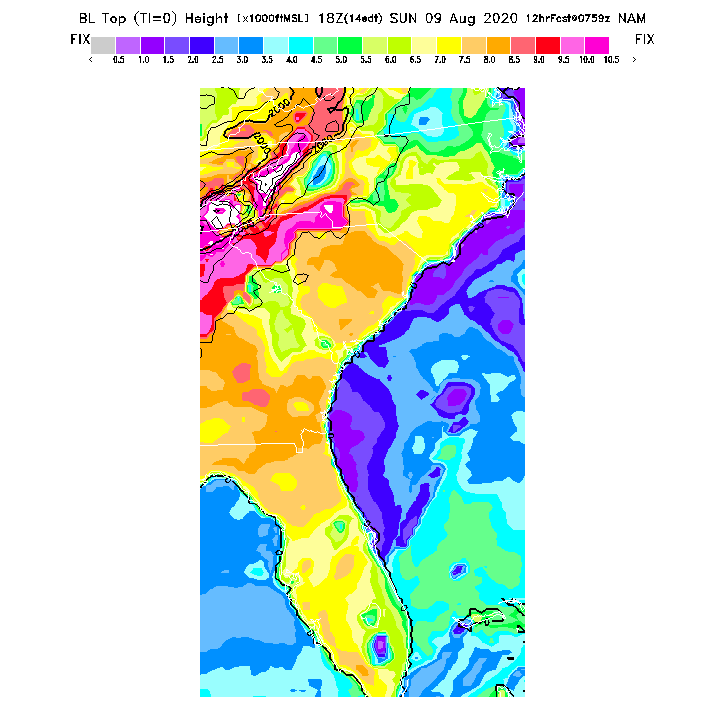 BL Top (TI=0) Height [x1000ftMSL] 18Z(14edt) SUN 09 Aug 2020 12hrFcst@0759z NAM
FIX FIX
< 0.5 1.0 1.5 2.0 2.5 3.0 3.5 4.0 4.5 5.0 5.5 6.0 6.5 7.0 7.5 8.0 8.5 9.0 9.5 10.0 10.5 >
2000
2000